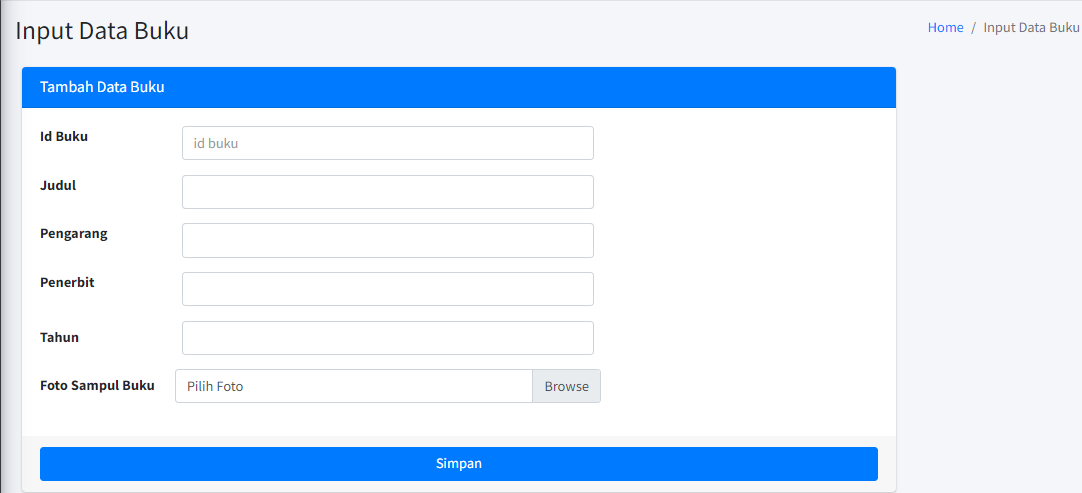 Input Data Buku
Home / Input Data Buku
Tambah Data Buku
Id Buku
id buku
Judul
Pengarang
Penerbit
Tahun
Foto Sampul Buku
Pilih Foto
Browse
Simpan